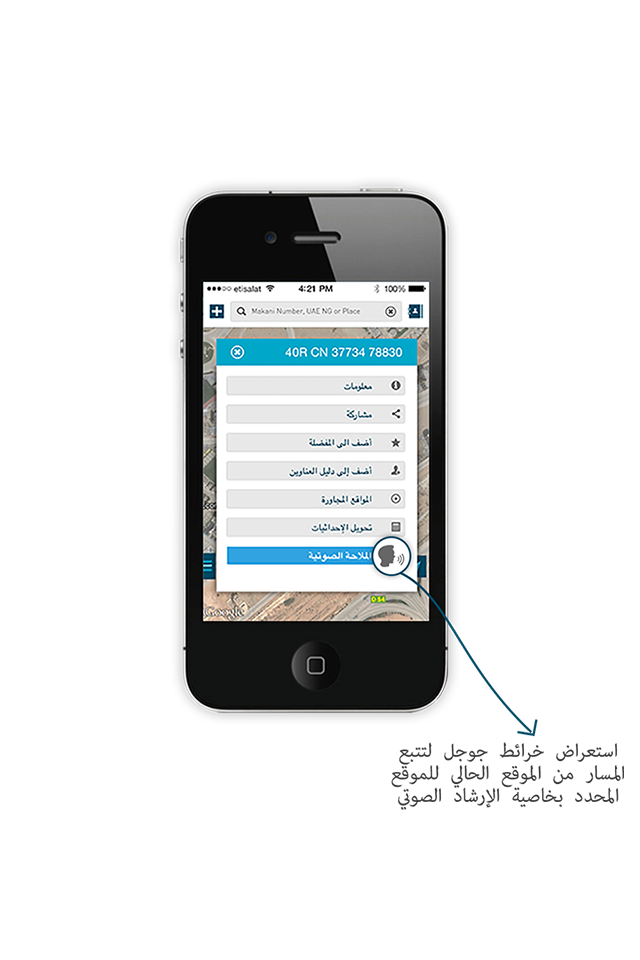 etisalat 4:21 PM 100%
Makani Number, UAE NG or Place
40R CN 37734 78830
معلومات
مشاركة
أضف الى المفضلة
أضف إلى دليل العناوين
المواقع المجاورة
تحويل الإحداثيات
الملاحة الصوتية
D 54
Google
استعراض خرائط جوجل لتتبع
المسار من الموقع الحالي للموقع
المحدد بخاصية الإرشاد الصوتي